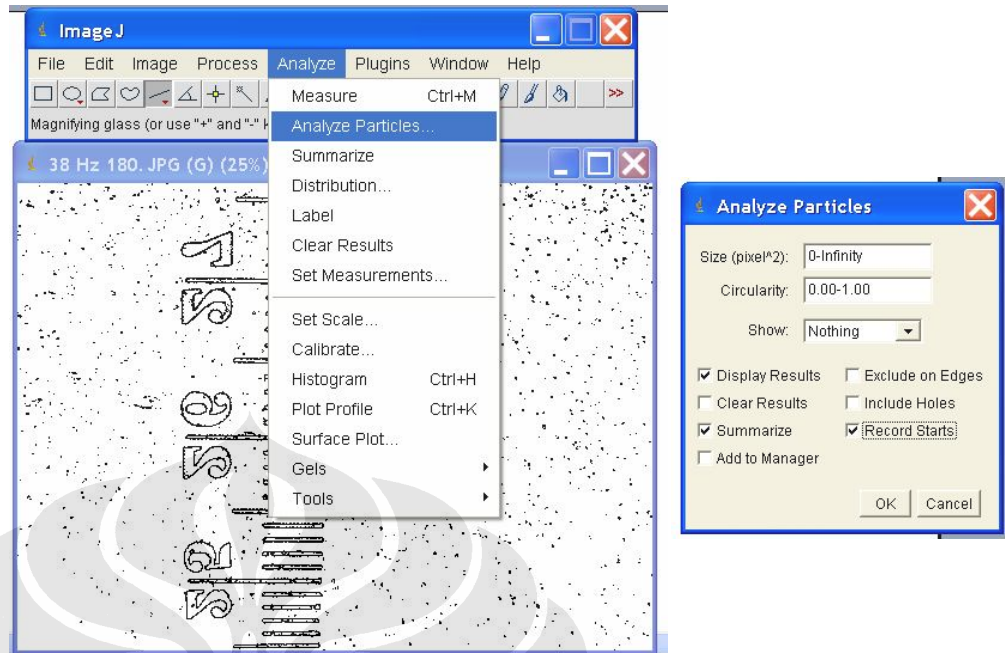 ImageJ
File Edit Image Process Analyze Plugins Window Help
>>
Magnifying glass (or use "+" and "-"
Measure Ctrl+M
Analyze Particles...
Summarize
Distribution...
Label
Clear Results
Set Measurements...
Set Scale...
Calibrate...
Histogram Ctrl+H
Plot Profile Ctrl+K
Surface Plot...
Gels
Tools
38 Hz 180. JPG (G) (25%)
Analyze Particles
Size (pixel^2): 0-Infinity
Circularity: 0.00-1.00
Show: Nothing
Display Results Exclude on Edges
Clear Results Include Holes
Summarize Record Starts
Add to Manager
OK Cancel